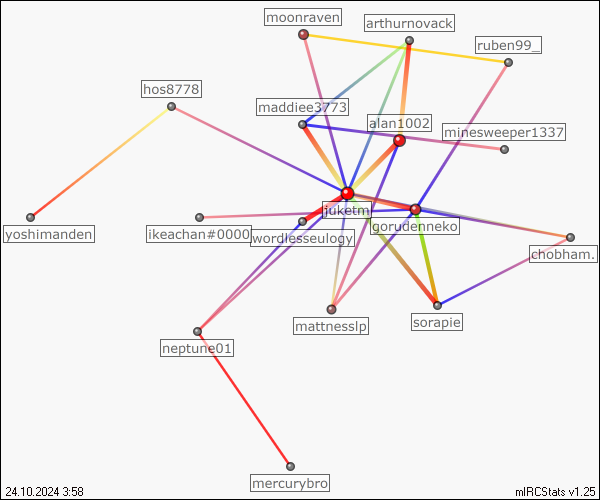 moonraven
arthurnovack
ruben99_
hos8778
maddiee3773
alan1002
minesweeper1337
juketm
yoshimanden
ikeachan#0000
wordlesseulogy
gorudenneko
chobham.
mattnesslp
sorapie
neptune01
mercurybro
24.10.2024 3:58
mIRCStats v1.25